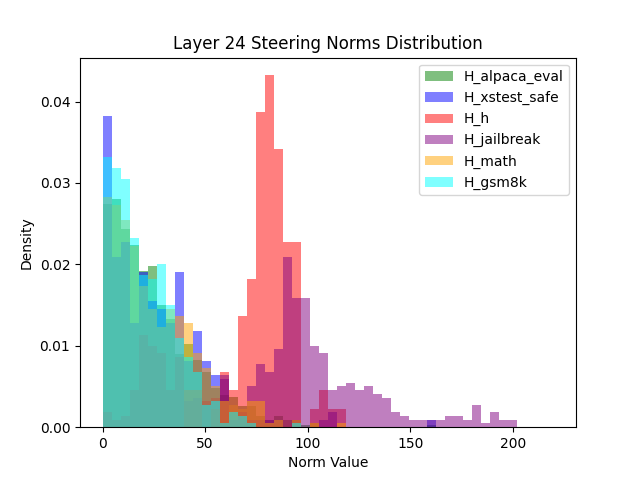 Layer 24 Steering Norms Distribution
H_alpaca_eval
H_xstest_safe
H_h
H_jailbreak
H_math
H_gsm8k
Density
0.04
0.03
0.02
0.01
0.00
0
50
100
150
200
Norm Value